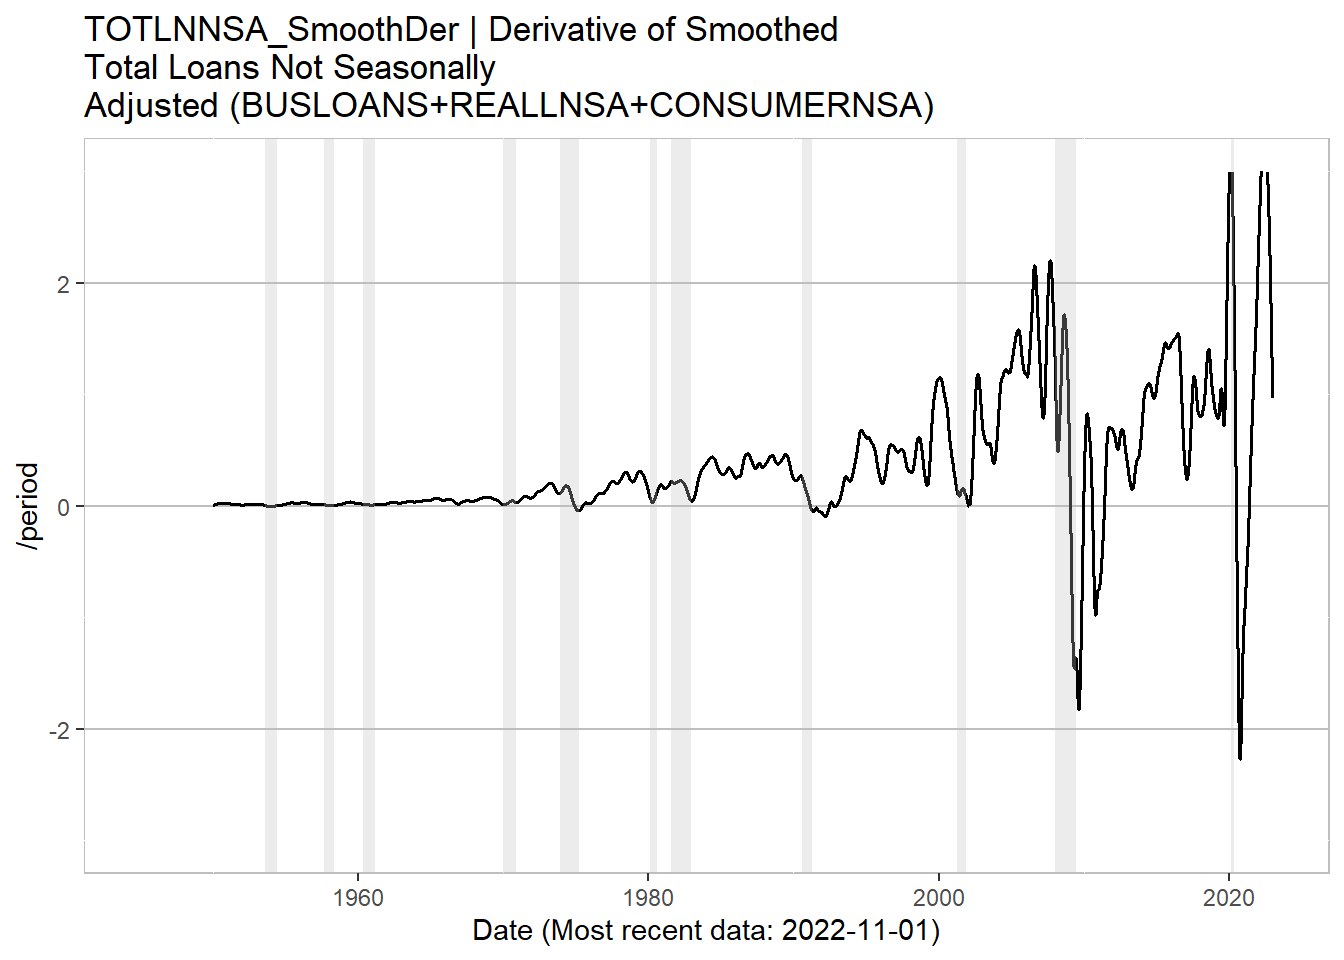 TOTLNNSA_SmoothDer | Derivative of Smoothed
Total Loans Not Seasonally
Adjusted (BUSLOANS+REALLNSA+CONSUMERNSA)
2
0
-2
/period
1960
1980
2000
2020
Date (Most recent data: 2022-11-01)